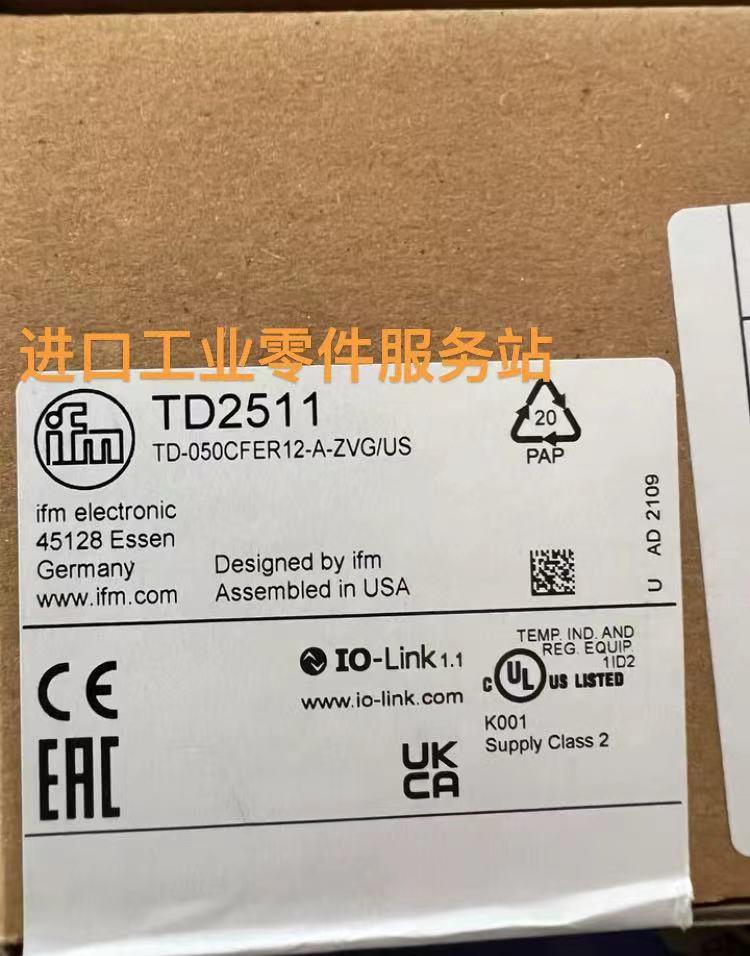 进口工业零件服务站
ifm
TD2511
TD-050CFER12-A-ZVG/US
20
PAP
ifm electronic
45128 Essen
Germany
www.ifm.com
Designed by ifm
Assembled in USA
U AD 2109
IO-Link 1.1
www.io-link.com
TEMP. IND. AND
REG. EQUIP.
1ID2
c UL US LISTED
K001
Supply Class 2
CE
EAC
UK
CA